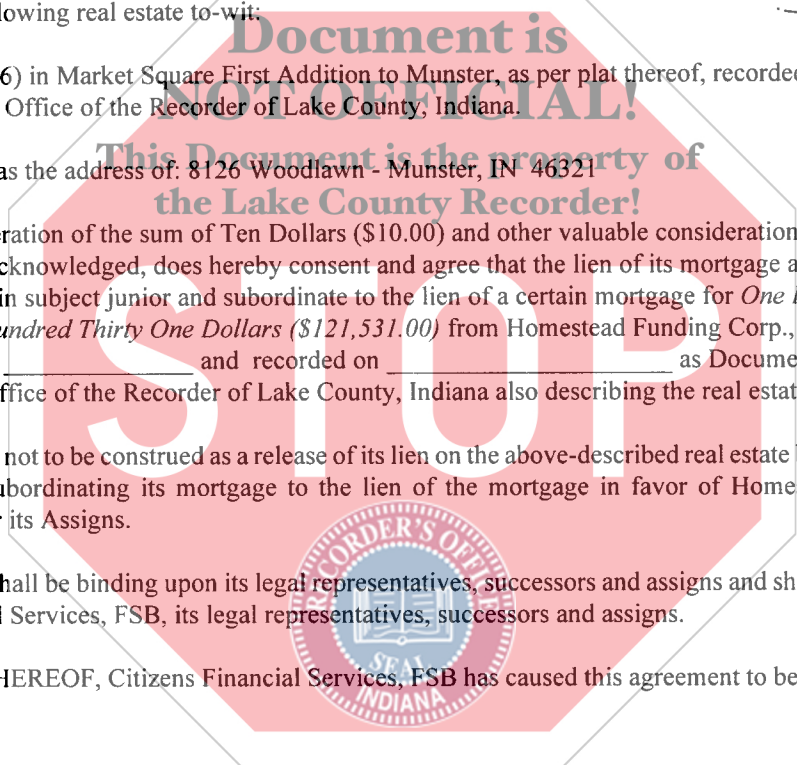 lowing real estate to-wit:
Document is
6) in Market Square First Addition to Munster, as per plat thereof, recorded
NOT OFFICIAL!
Office of the Recorder of Lake County, Indiana.
This Document is the property of
as the address of: 8126 Woodlawn - Munster, IN 46321
the Lake County Recorder!
eration of the sum of Ten Dollars ($10.00) and other valuable consideration
cknowledged, does hereby consent and agree that the lien of its mortgage a
in subject junior and subordinate to the lien of a certain mortgage for One
undred Thirty One Dollars ($121,531.00) from Homestead Funding Corp.,
____________ and recorded on ____________________ as Docume
ffice of the Recorder of Lake County, Indiana also describing the real estat
STOP
not to be construed as a release of its lien on the above-described real estate
ubordinating its mortgage to the lien of the mortgage in favor of Home
its Assigns.
RECORDER'S OFFICE
hall be binding upon its legal representatives, successors and assigns and sh
l Services, FSB, its legal representatives, successors and assigns.
SEAL
HEREOF, Citizens Financial Services, FSB has caused this agreement to be
INDIANA